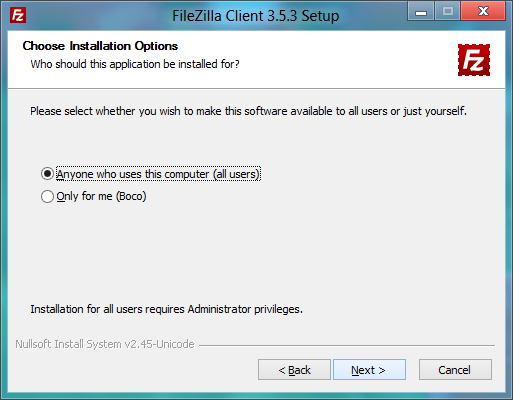 FileZilla Client 3.5.3 Setup
Choose Installation Options
Who should this application be installed for?
Please select whether you wish to make this software available to all users or just yourself.
Anyone who uses this computer (all users)
Only for me (Boco)
Installation for all users requires Administrator privileges.
Nullsoft Install System v2.45-Unicode
< Back Next > Cancel